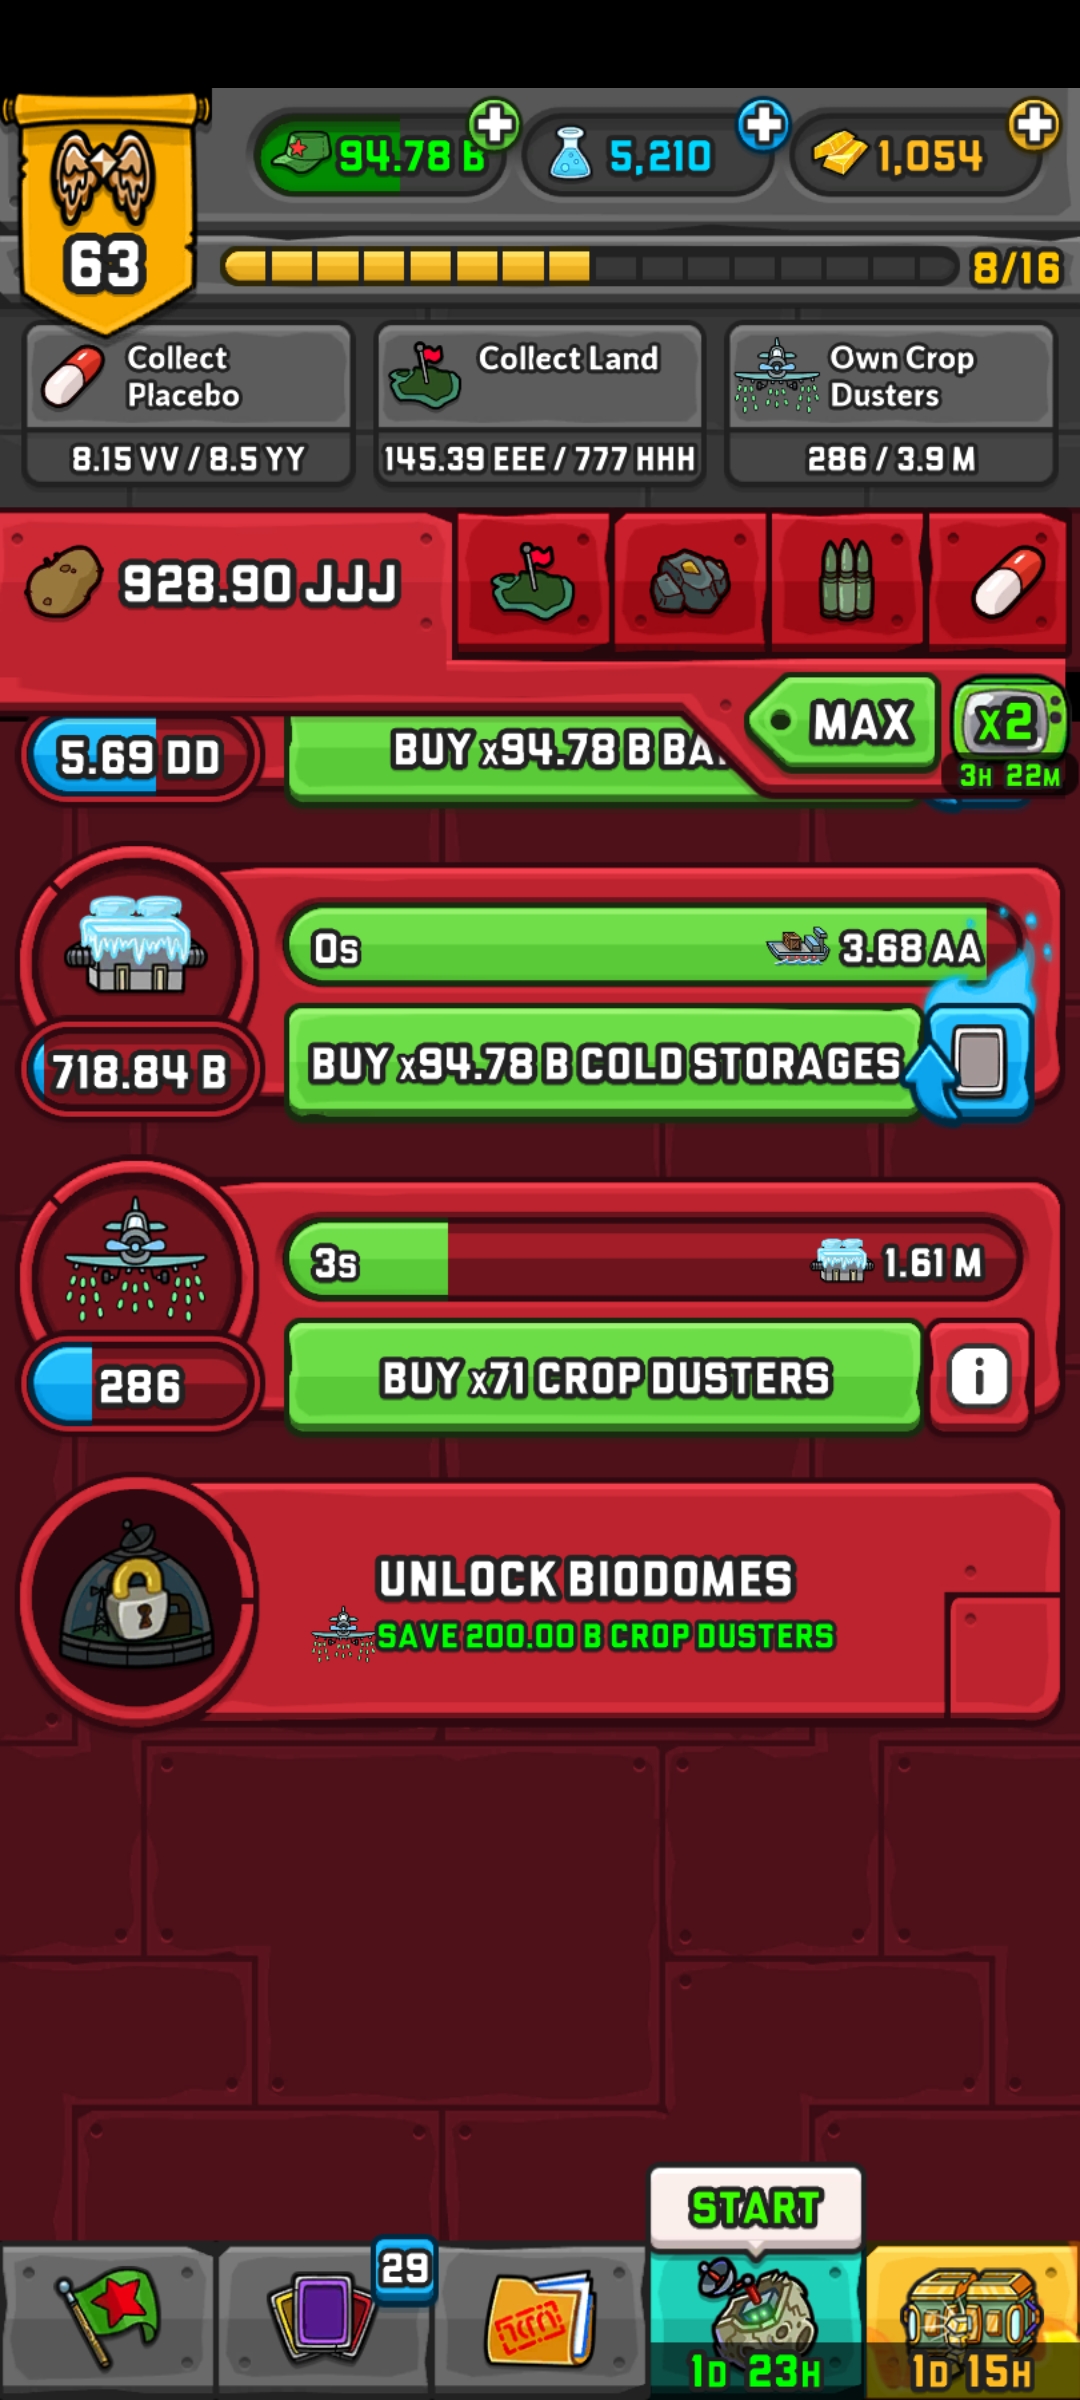 94.78 B
5,210
1,054
63
8/16
Collect
Placebo
8.15 VV / 8.5 YY
Collect Land
145.39 EEE / 777 HHH
Own Crop
Dusters
286 / 3.9 M
928.90 JJJ
MAX
x2
3H 22M
5.69 DD
BUY x94.78 B BA
0s
3.68 AA
718.84 B
BUY x94.78 B COLD STORAGES
3s
1.61 M
286
BUY x71 CROP DUSTERS
i
UNLOCK BIODOMES
SAVE 200.00 B CROP DUSTERS
START
29
1D 23H
1D 15H